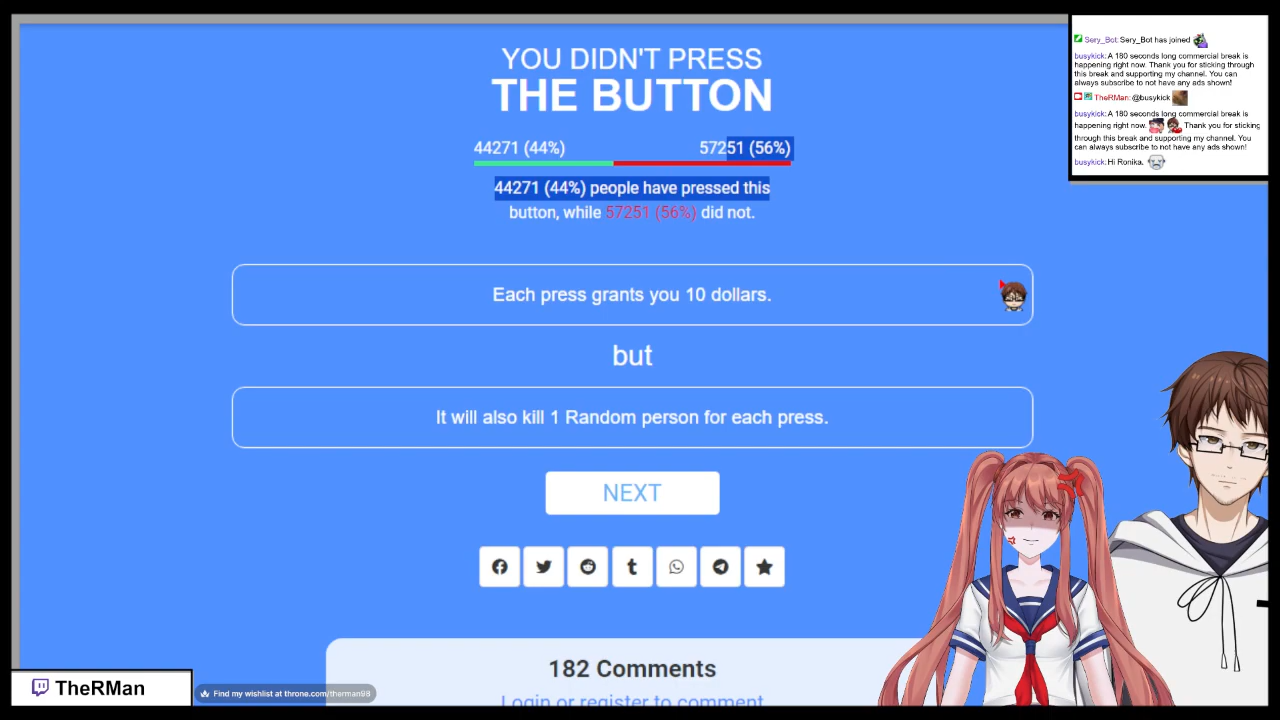 YOU DIDN'T PRESS
THE BUTTON
44271 (44%)
57251 (56%)
44271 (44%) people have pressed this
button, while 57251 (56%) did not.
Each press grants you 10 dollars.
but
It will also kill 1 Random person for each press.
NEXT
182 Comments
Login or register to comment
TheRMan
Find my wishlist at throne.com/therman98
Sery_Bot: Sery_Bot has joined
busykick: A 180 seconds long commercial break is
happening right now. Thank you for sticking through
this break and supporting my channel. You can
always subscribe to not have any ads shown!
TheRMan: @busykick
busykick: A 180 seconds long commercial break is
happening right now. Thank you for sticking
through this break and supporting my channel. You
can always subscribe to not have any ads shown!
busykick: Hi Ronika.